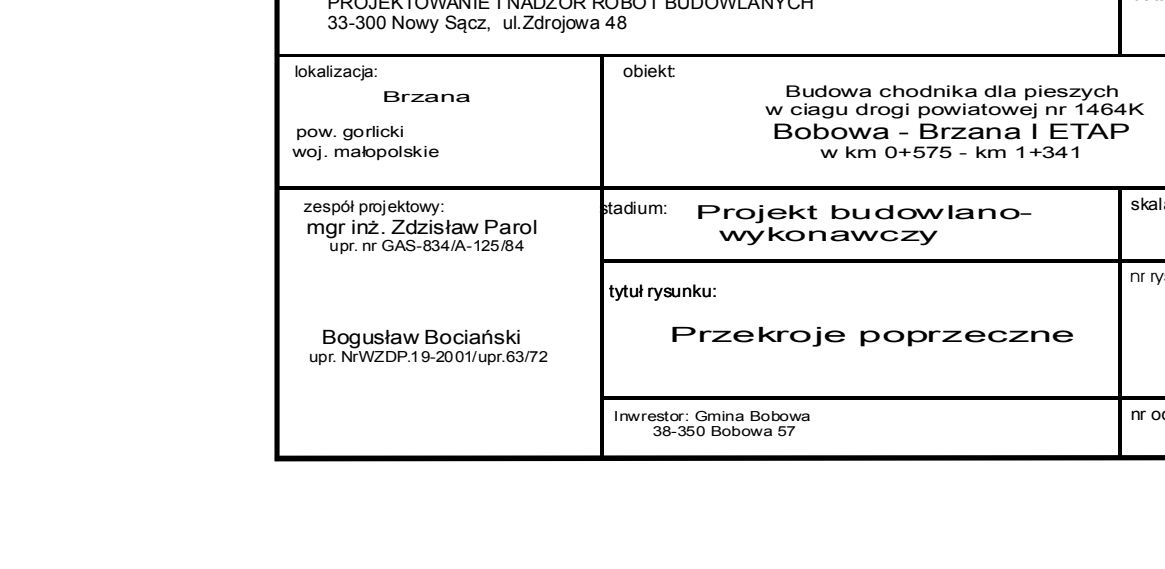 PROJEKTOWANIE I NADZÓR ROBÓT BUDOWLANYCH
33-300 Nowy Sącz, ul.Zdrojowa 48
lokalizacja:
Brzana
pow. gorlicki
woj. małopolskie
obiekt:
Budowa chodnika dla pieszych
w ciagu drogi powiatowej nr 1464K
Bobowa - Brzana I ETAP
w km 0+575 - km 1+341
zespół projektowy:
mgr inż. Zdzisław Parol
upr. nr GAS-834/A-125/84
Bogusław Bociański
upr. NrWZDP.19-2001/upr.63/72
stadium:
Projekt budowlano-
wykonawczy
tytuł rysunku:
Przekroje poprzeczne
Inwrestor: Gmina Bobowa
38-350 Bobowa 57
nr